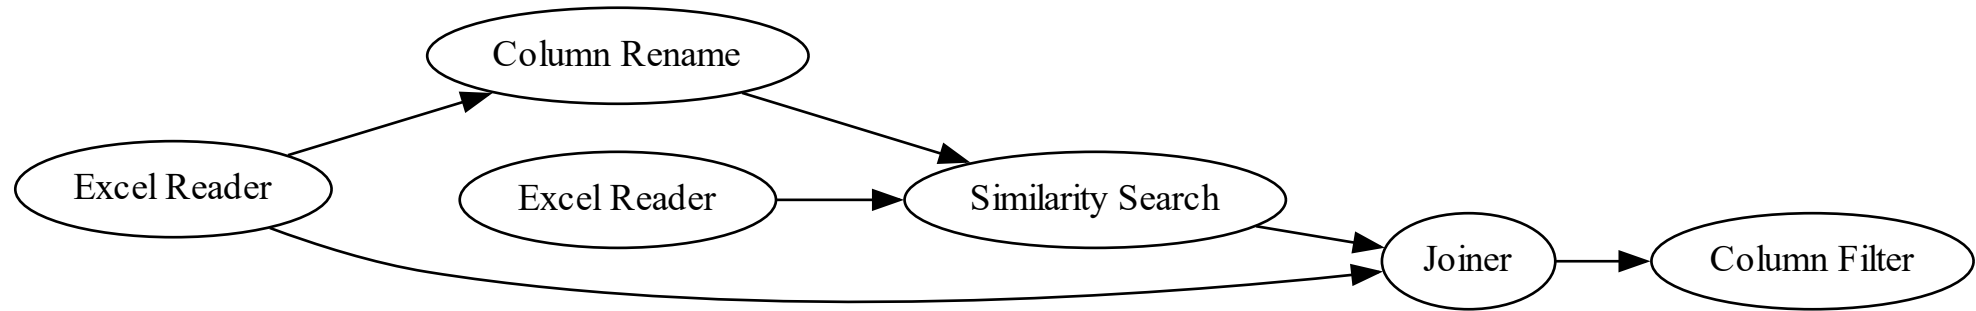 Column Rename
Excel Reader
Excel Reader
Similarity Search
Joiner
Column Filter